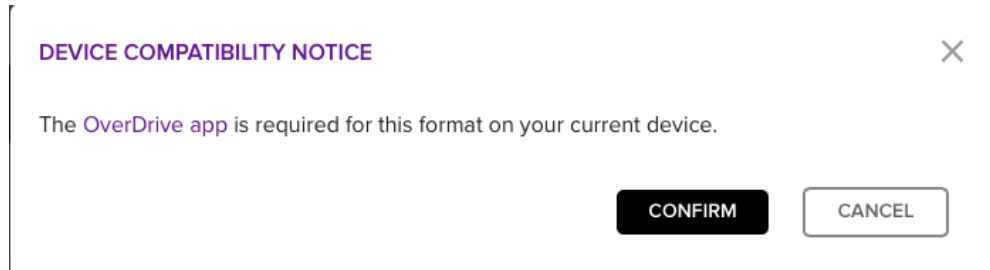 DEVICE COMPATIBILITY NOTICE
The OverDrive app is required for this format on your current device.
CONFIRM
CANCEL